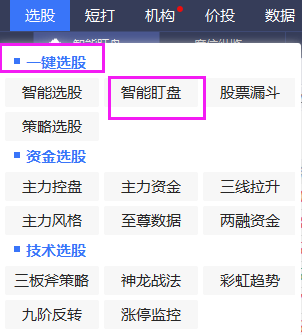 选股 短打 机构 价投 数据
智能盯盘
一键选股
智能选股 智能盯盘 股票漏斗
策略选股
资金选股
主力控盘 主力资金 三线拉升
主力风格 至尊数据 两融资金
技术选股
三板斧策略 神龙战法 彩虹趋势
九阶反转 涨停监控